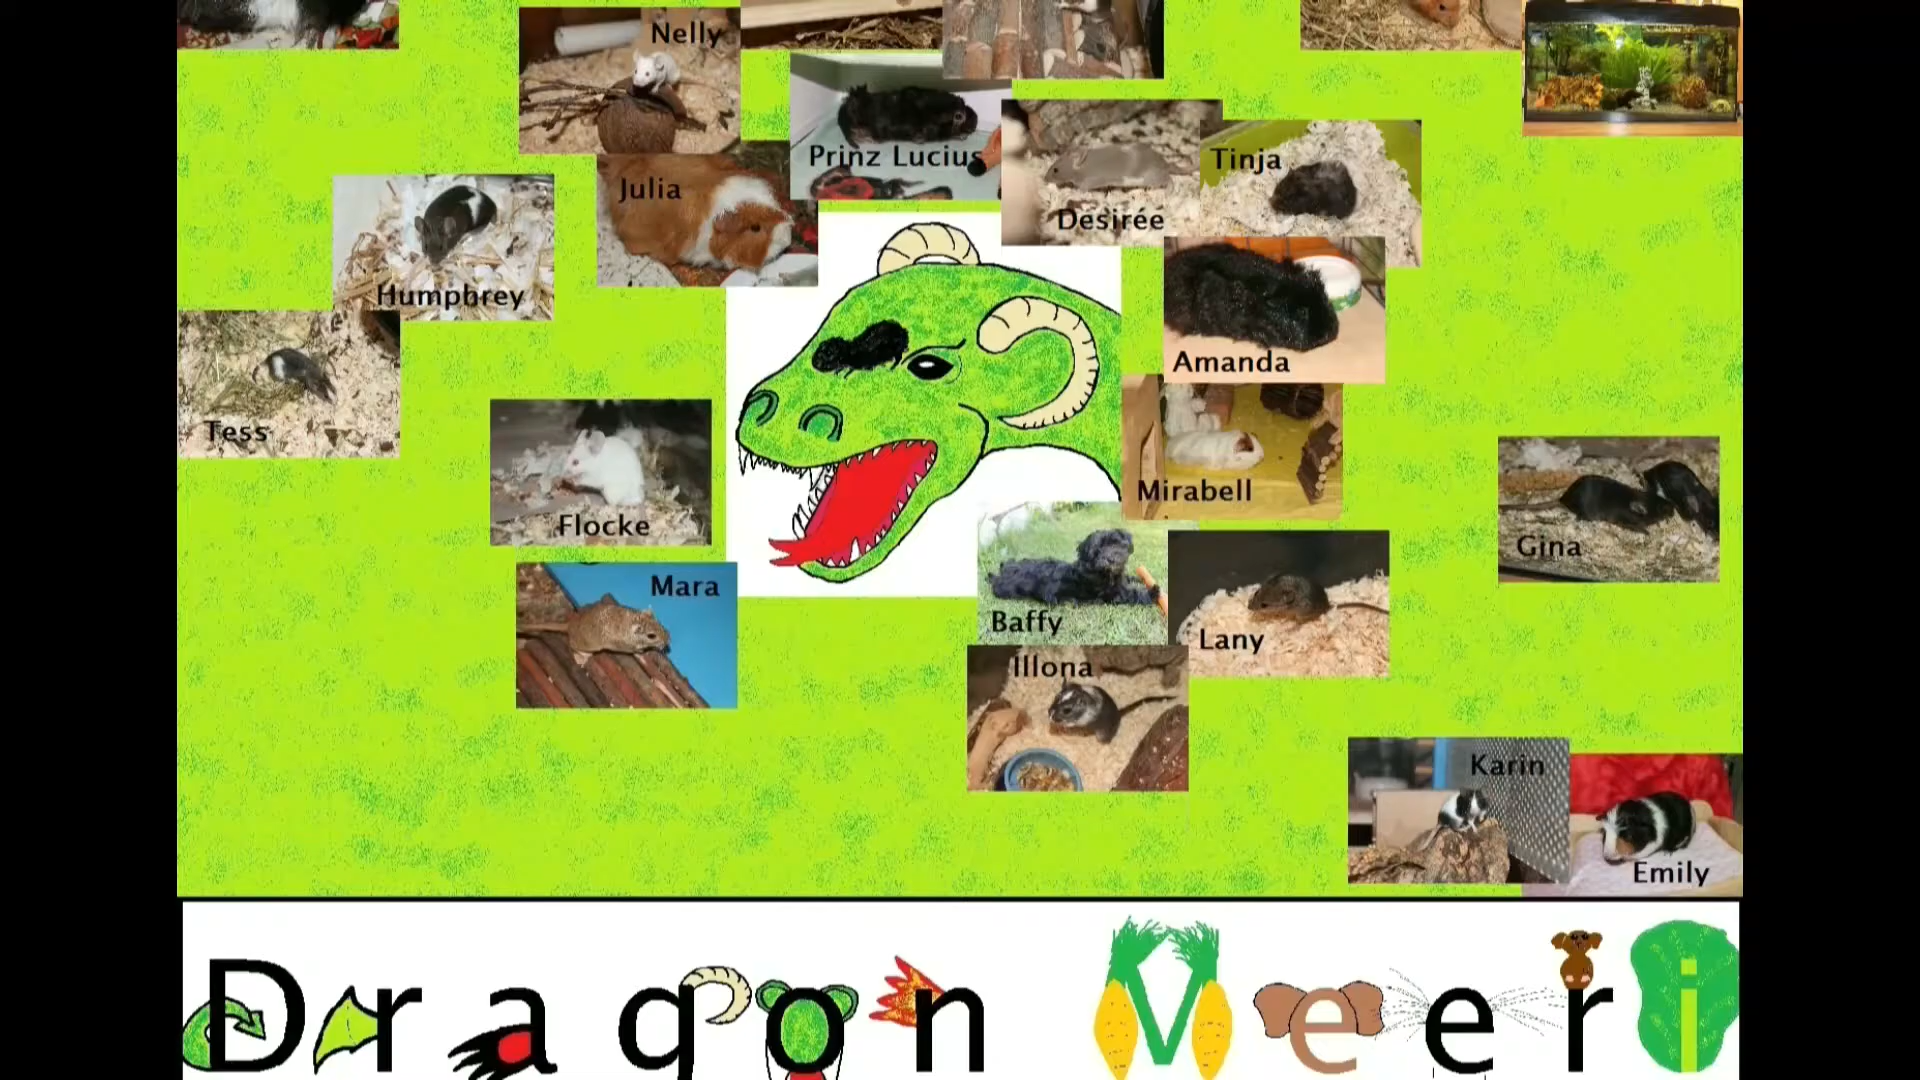 Nelly
Prinz Lucius
Tinja
Julia
Desirée
Humphrey
Amanda
Tess
Mirabell
Flocke
Gina
Mara
Baffy
Lany
Illona
Karin
Emily
Dragon Meeri